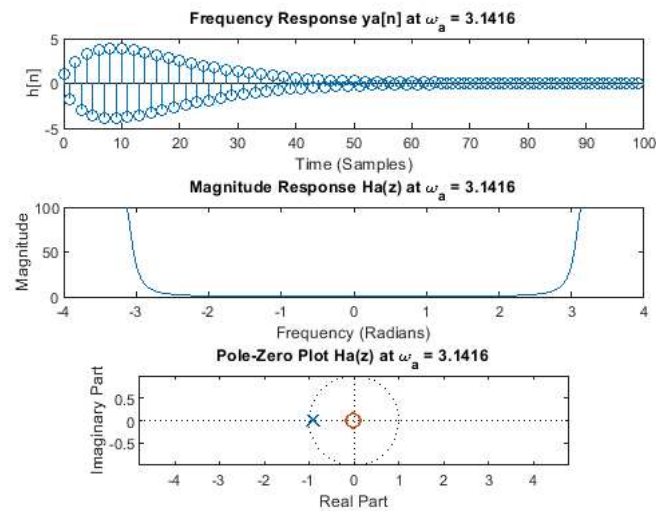 Frequency Response ya[n] at ω_a = 3.1416
5
0
-5
h[n]
0 10 20 30 40 50 60 70 80 90 100
Time (Samples)
Magnitude Response Ha(z) at ω_a = 3.1416
100
50
0
Magnitude
-4 -3 -2 -1 0 1 2 3 4
Frequency (Radians)
Pole-Zero Plot Ha(z) at ω_a = 3.1416
0.5
0
-0.5
Imaginary Part
-4 -3 -2 -1 0 1 2 3 4
Real Part